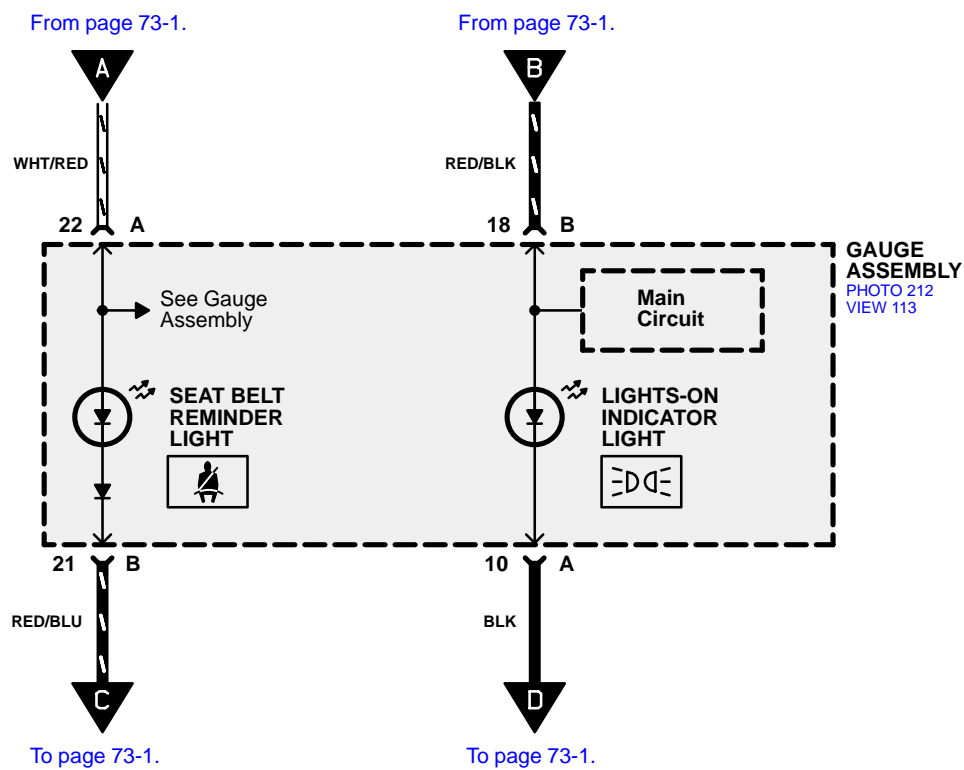 From page 73-1.
From page 73-1.
A
B
WHT/RED
RED/BLK
22 A
18 B
GAUGE
ASSEMBLY
PHOTO 212
VIEW 113
See Gauge
Assembly
Main
Circuit
SEAT BELT
REMINDER
LIGHT
LIGHTS-ON
INDICATOR
LIGHT
21 B
10 A
RED/BLU
BLK
C
D
To page 73-1.
To page 73-1.